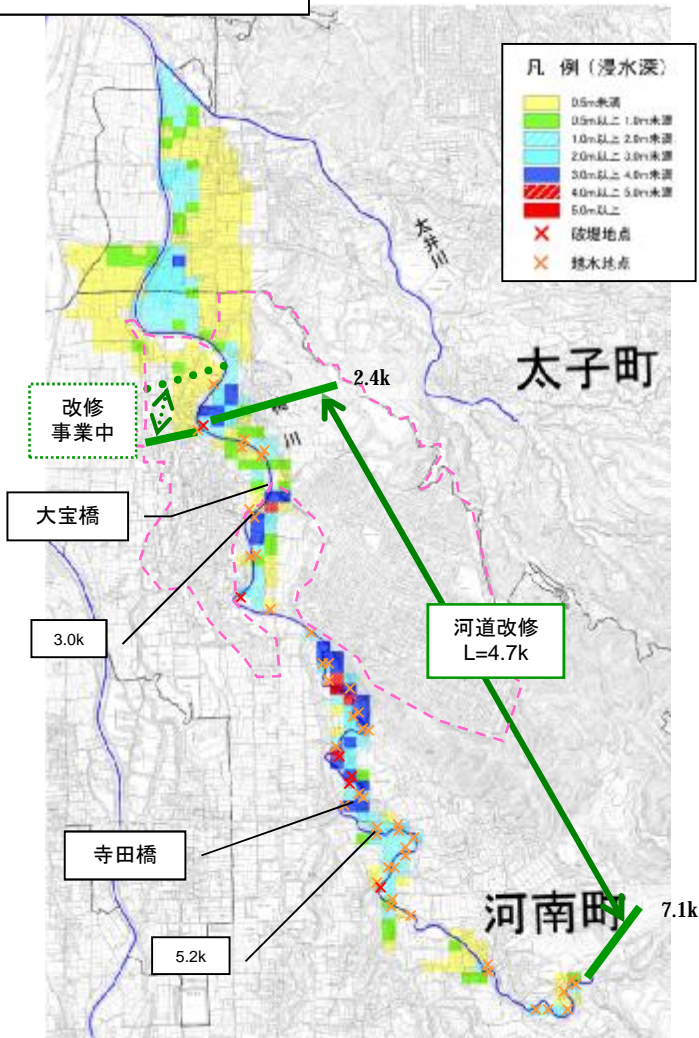 凡 例（浸水深）
0.5m未満
0.5m以上 1.0m未満
1.0m以上 2.0m未満
2.0m以上 3.0m未満
3.0m以上 4.0m未満
4.0m以上 5.0m未満
5.0m以上
破堤地点
越水地点
太井川
太子町
2.4k
改修
事業中
川
大宝橋
3.0k
河道改修
L=4.7k
寺田橋
河南町
7.1k
5.2k